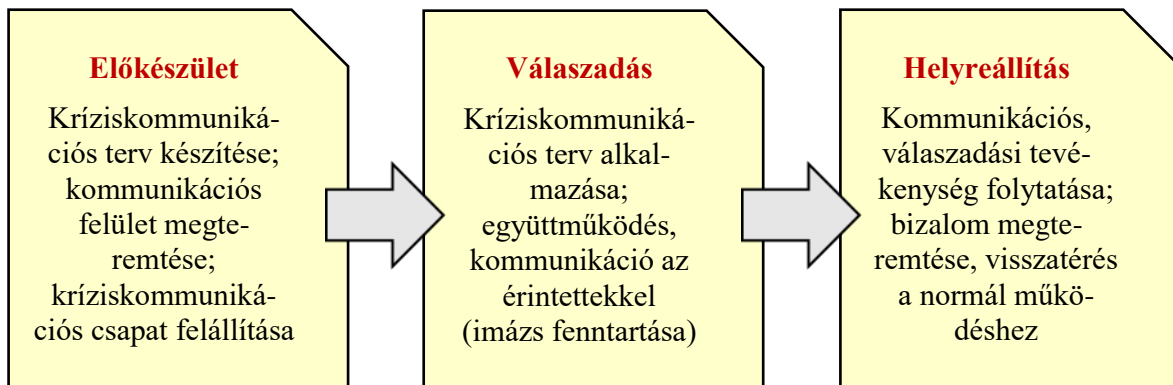 Előkészület
Kríziskommuniká-
ciós terv készítése;
kommunikációs
felület megte-
remtése;
kríziskommuniká-
ciós csapat felállítása
Válaszadás
Kríziskommuniká-
ciós terv alkal-
mazása;
együttműködés,
kommunikáció az
érintettekkel
(imázs fenntartása)
Helyreállítás
Kommunikációs,
válaszadási tevé-
kenység folytatása;
bizalom megte-
remtése, visszatérés
a normál műkö-
déshez